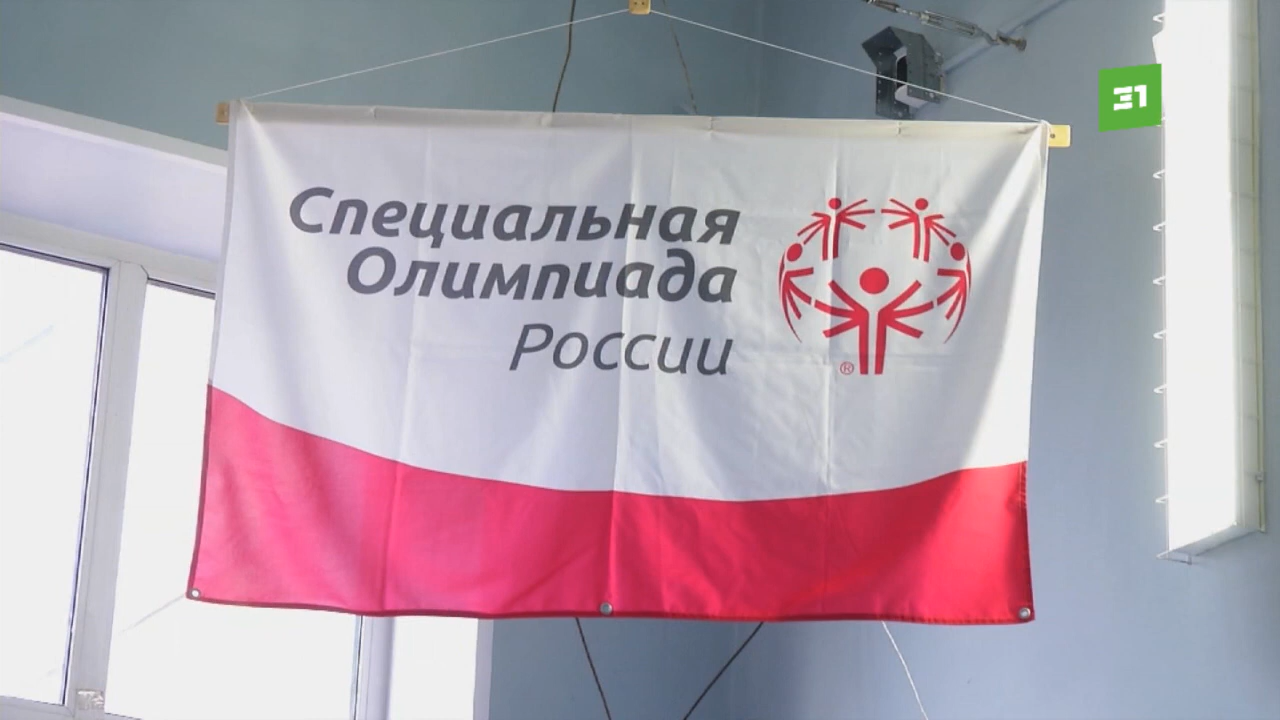 31
Специальная
Олимпиада
России
®